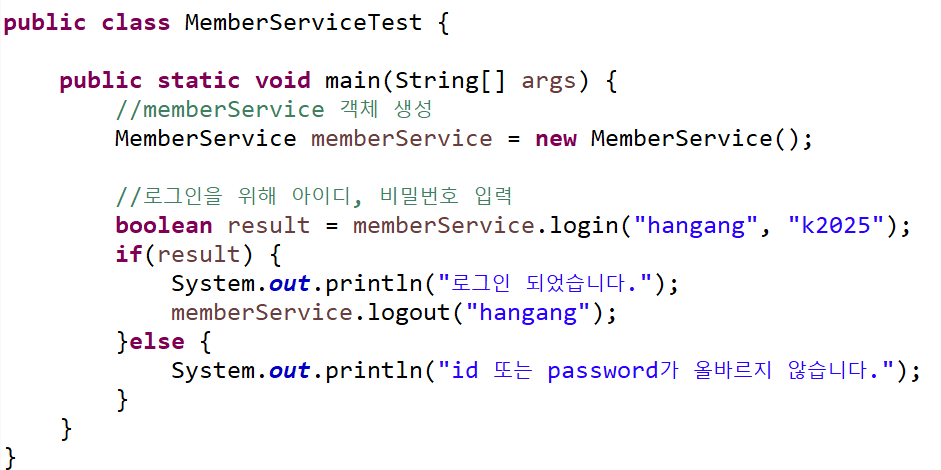 public class MemberServiceTest {
public static void main(String[] args) {
//memberService 객체 생성
MemberService memberService = new MemberService();
//로그인을 위해 아이디, 비밀번호 입력
boolean result = memberService.login("hangang", "k2025");
if(result) {
System.out.println("로그인 되었습니다.");
memberService.logout("hangang");
}else {
System.out.println("id 또는 password가 올바르지 않습니다.");
}
}
}